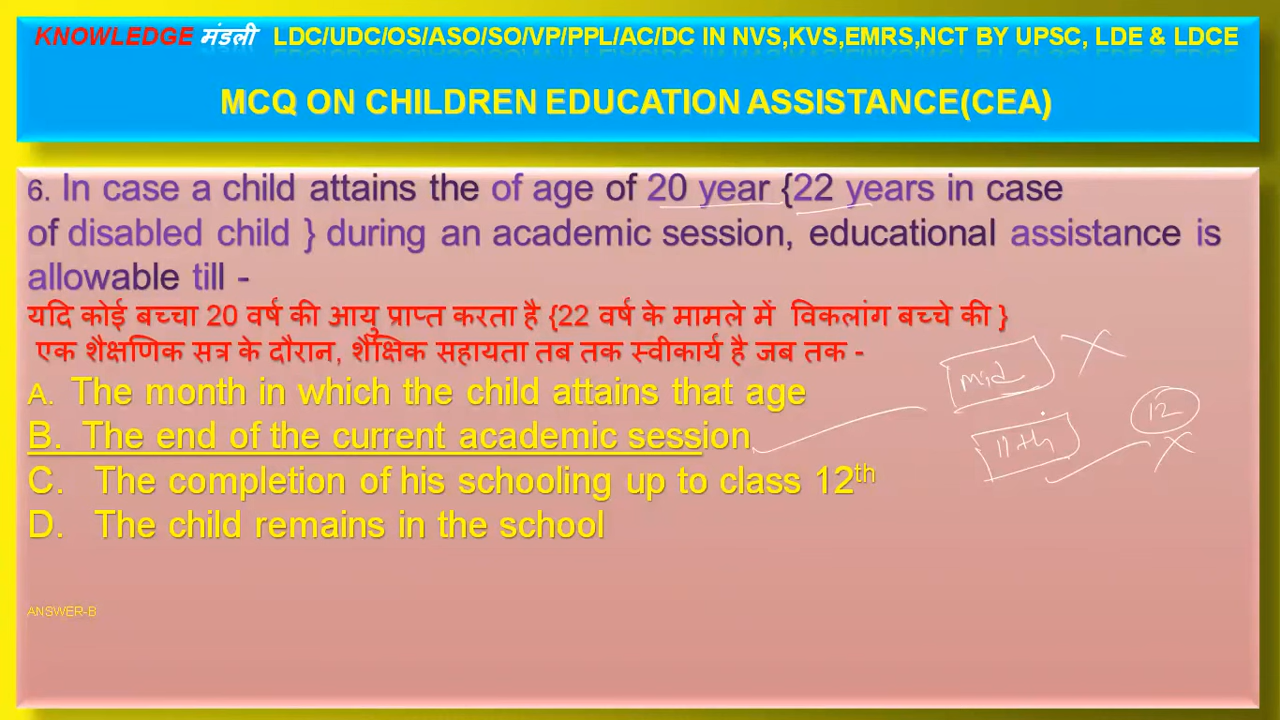 KNOWLEDGE मंडली LDC/UDC/OS/ASO/SO/VP/PPL/AC/DC IN NVS,KVS,EMRS,NCT BY UPSC, LDE & LDCE
MCQ ON CHILDREN EDUCATION ASSISTANCE(CEA)
6. In case a child attains the of age of 20 year {22 years in case
of disabled child } during an academic session, educational assistance is
allowable till -
यदि कोई बच्चा 20 वर्ष की आयु प्राप्त करता है {22 वर्ष के मामले में विकलांग बच्चे की }
एक शैक्षणिक सत्र के दौरान, शैक्षिक सहायता तब तक स्वीकार्य है जब तक -
A. The month in which the child attains that age
B. The end of the current academic session.
C. The completion of his schooling up to class 12th
D. The child remains in the school
mid
12
11th
ANSWER-B